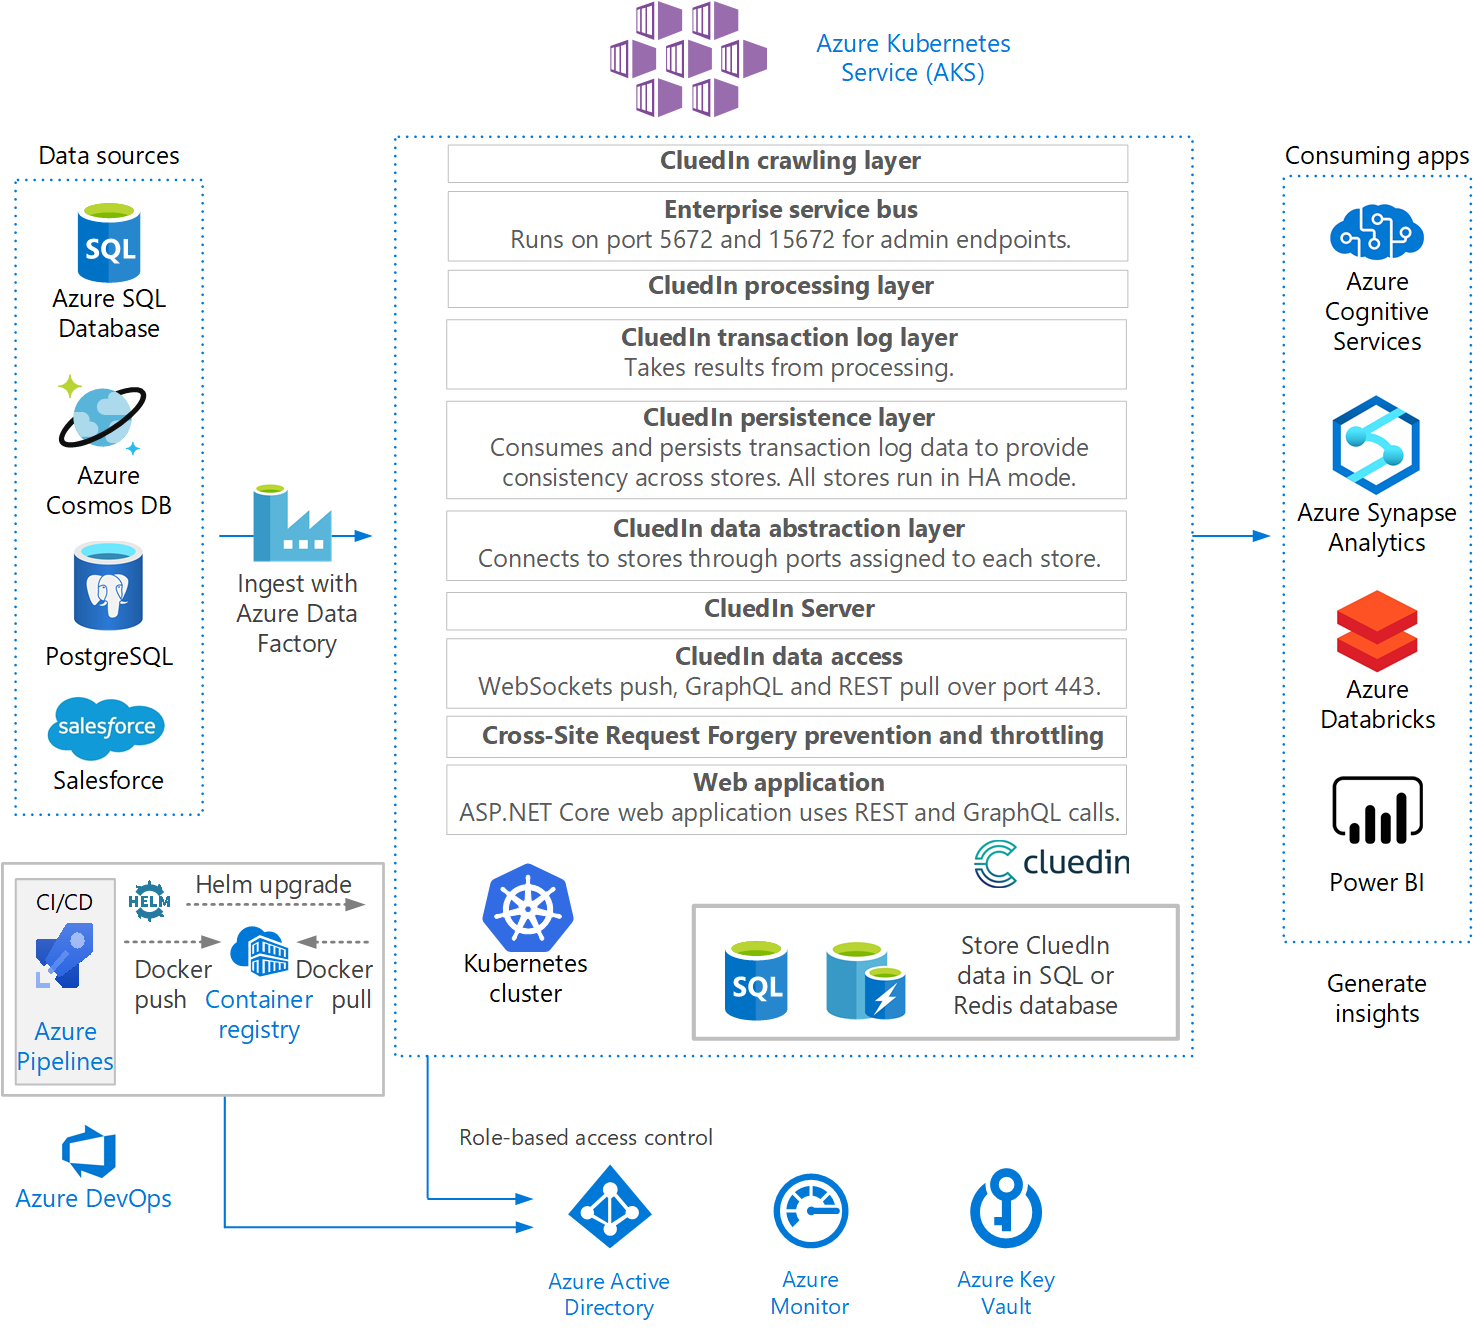 Azure Kubernetes
Service (AKS)
Data sources
SQL
Azure SQL
Database
Azure
Cosmos DB
PostgreSQL
salesforce
Salesforce
Ingest with
Azure Data
Factory
CluedIn crawling layer
Enterprise service bus
Runs on port 5672 and 15672 for admin endpoints.
CluedIn processing layer
CluedIn transaction log layer
Takes results from processing.
CluedIn persistence layer
Consumes and persists transaction log data to provide
consistency across stores. All stores run in HA mode.
CluedIn data abstraction layer
Connects to stores through ports assigned to each store.
CluedIn Server
CluedIn data access
WebSockets push, GraphQL and REST pull over port 443.
Cross-Site Request Forgery prevention and throttling
Web application
ASP.NET Core web application uses REST and GraphQL calls.
cluedin
Kubernetes
cluster
SQL
Store CluedIn
data in SQL or
Redis database
Consuming apps
Azure
Cognitive
Services
Azure Synapse
Analytics
Azure
Databricks
Power BI
Generate
insights
CI/CD
Azure
Pipelines
HELM
Helm upgrade
Docker
push
Container
registry
Docker
pull
Azure DevOps
Role-based access control
Azure Active
Directory
Azure
Monitor
Azure Key
Vault